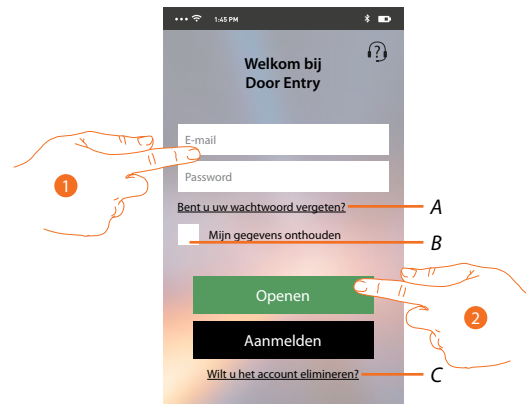 1:45 PM
Welkom bij
Door Entry
?
E-mail
1
Password
Bent u uw wachtwoord vergeten?
A
Mijn gegevens onthouden
B
Openen
2
Aanmelden
Wilt u het account elimineren?
C